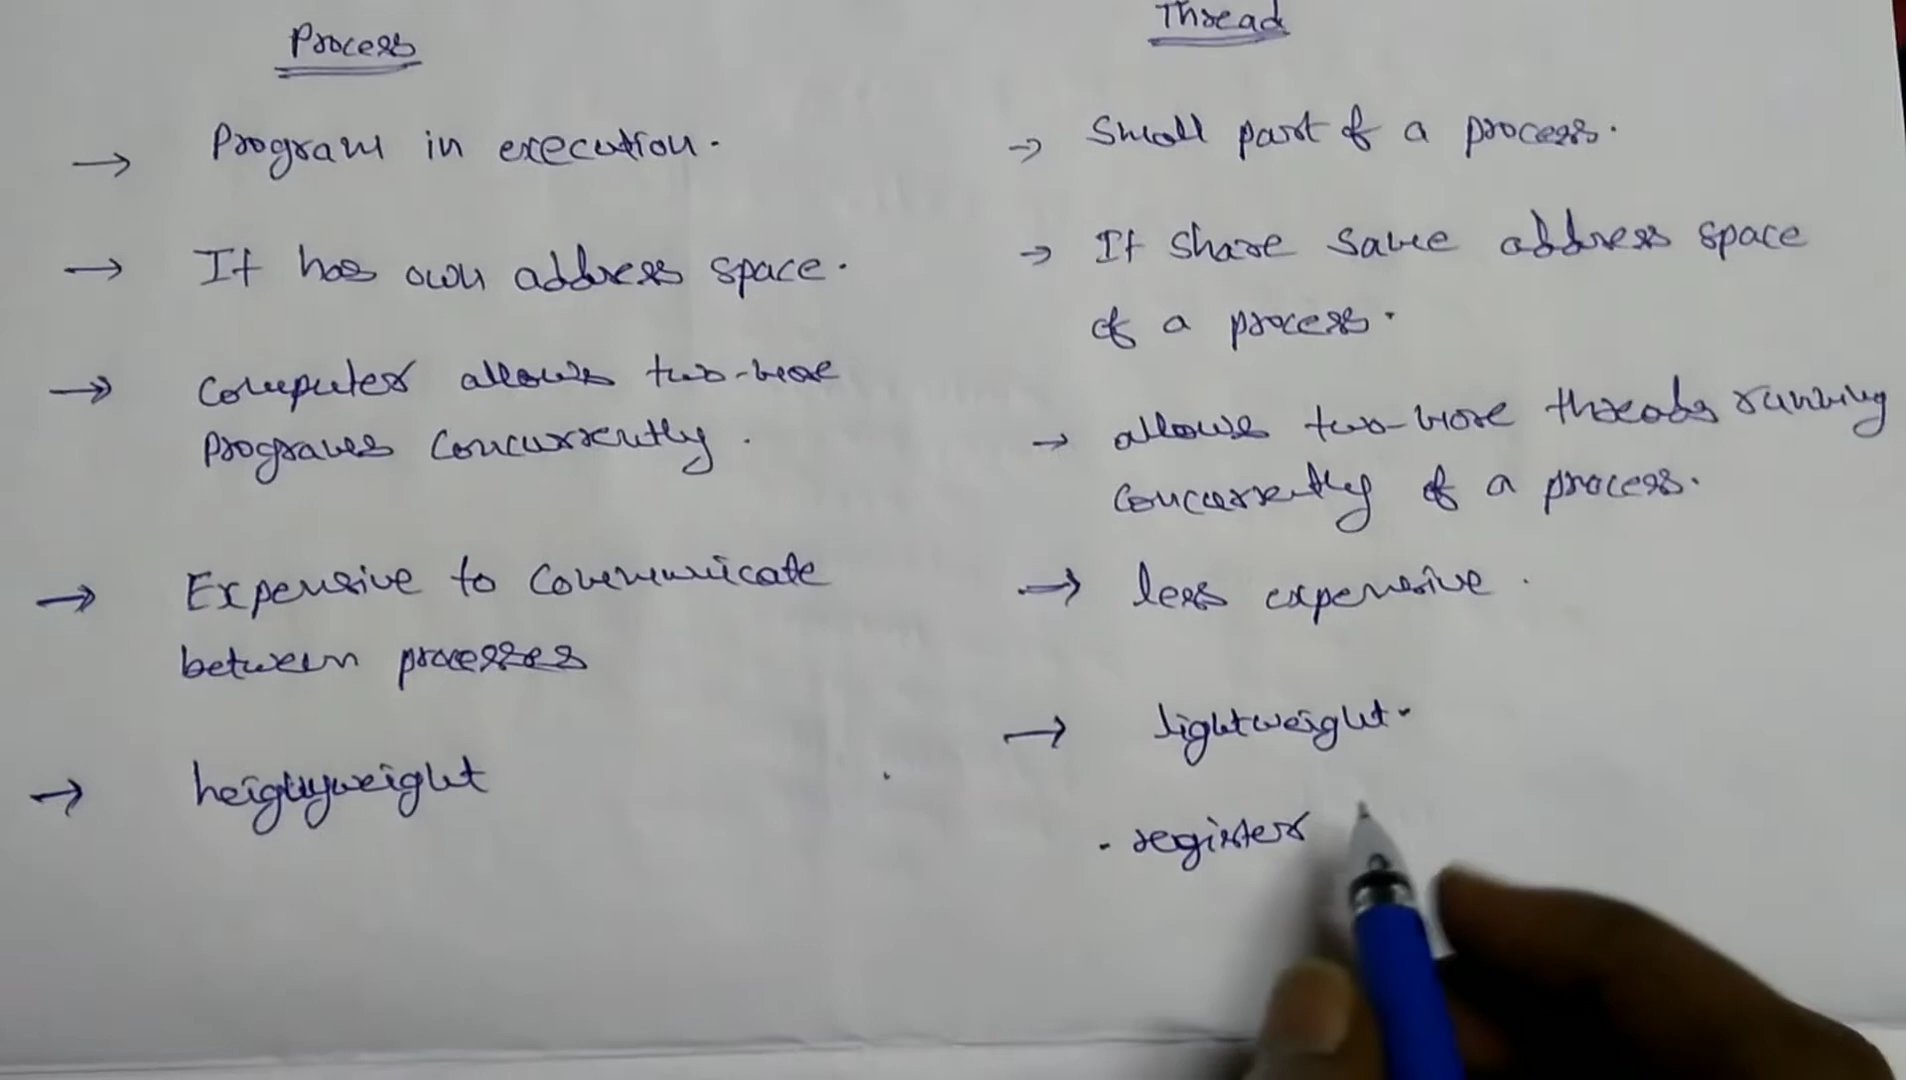 Process
→ Program in execution.
→ It has own address space.
→ Computer allows two-more
programs concurrently.
→ Expensive to communicate
between processes
→ heighyweight
Thread
→ Small part of a process.
→ It share same address space
of a process.
→ allows two-more threads running
concurrently of a process.
→ less expensive.
→ lightweight.
. register